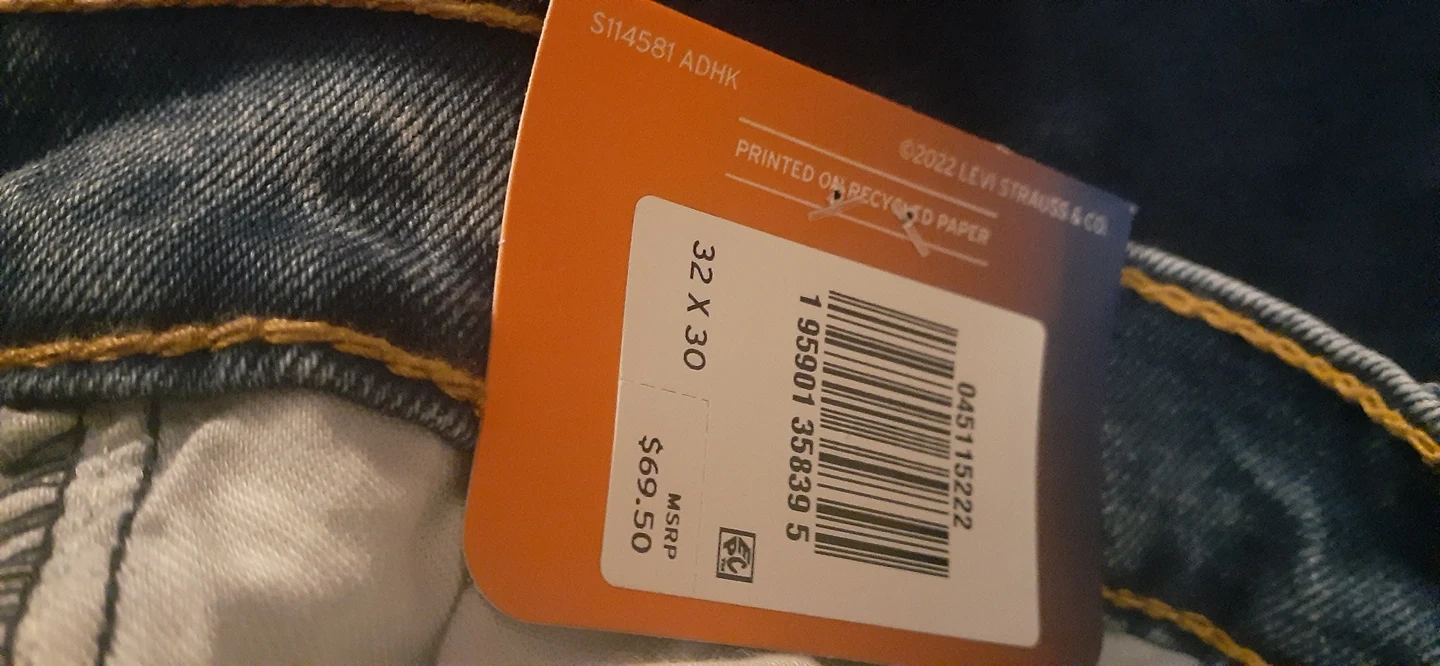 S114581 ADHK
©2022 LEVI STRAUSS & CO.
PRINTED ON RECYCLED PAPER
045115222
1 95901 35839 5
32 X 30
MSRP
$69.50